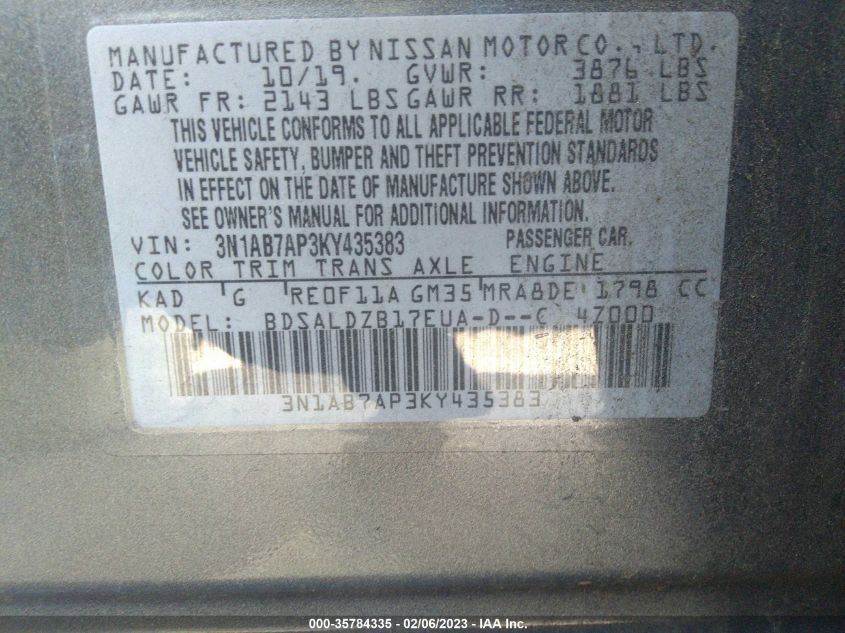 MANUFACTURED BY NISSAN MOTOR CO., LTD.
DATE: 10/19. GVWR: 3876 LBS
GAWR FR: 2143 LBS GAWR RR: 1881 LBS
THIS VEHICLE CONFORMS TO ALL APPLICABLE FEDERAL MOTOR
VEHICLE SAFETY, BUMPER AND THEFT PREVENTION STANDARDS
IN EFFECT ON THE DATE OF MANUFACTURE SHOWN ABOVE.
SEE OWNER'S MANUAL FOR ADDITIONAL INFORMATION.
VIN: 3N1AB7AP3KY435383 PASSENGER CAR.
COLOR TRIM TRANS AXLE ENGINE
KAD G RE0F11A GM35 MRA8DE 1798 CC
MODEL: BDSALDZB17EUA-D--C 4Z000
3N1AB7AP3KY435383
000-35784335 - 02/06/2023 - IAA Inc.